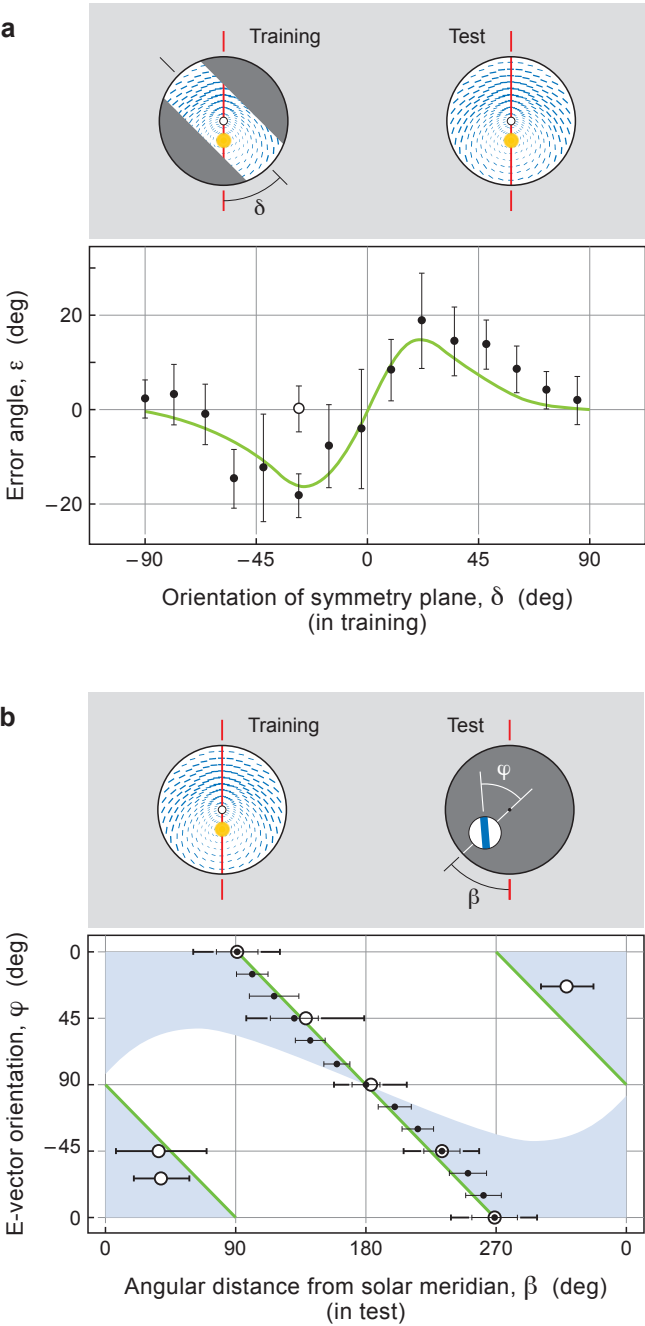 a
Training
Test
δ
Error angle, ε (deg)
20
0
−20
−90
−45
0
45
90
Orientation of symmetry plane, δ (deg)
(in training)
b
Training
Test
φ
β
E-vector orientation, φ (deg)
0
45
90
−45
0
0
90
180
270
0
Angular distance from solar meridian, β (deg)
(in test)